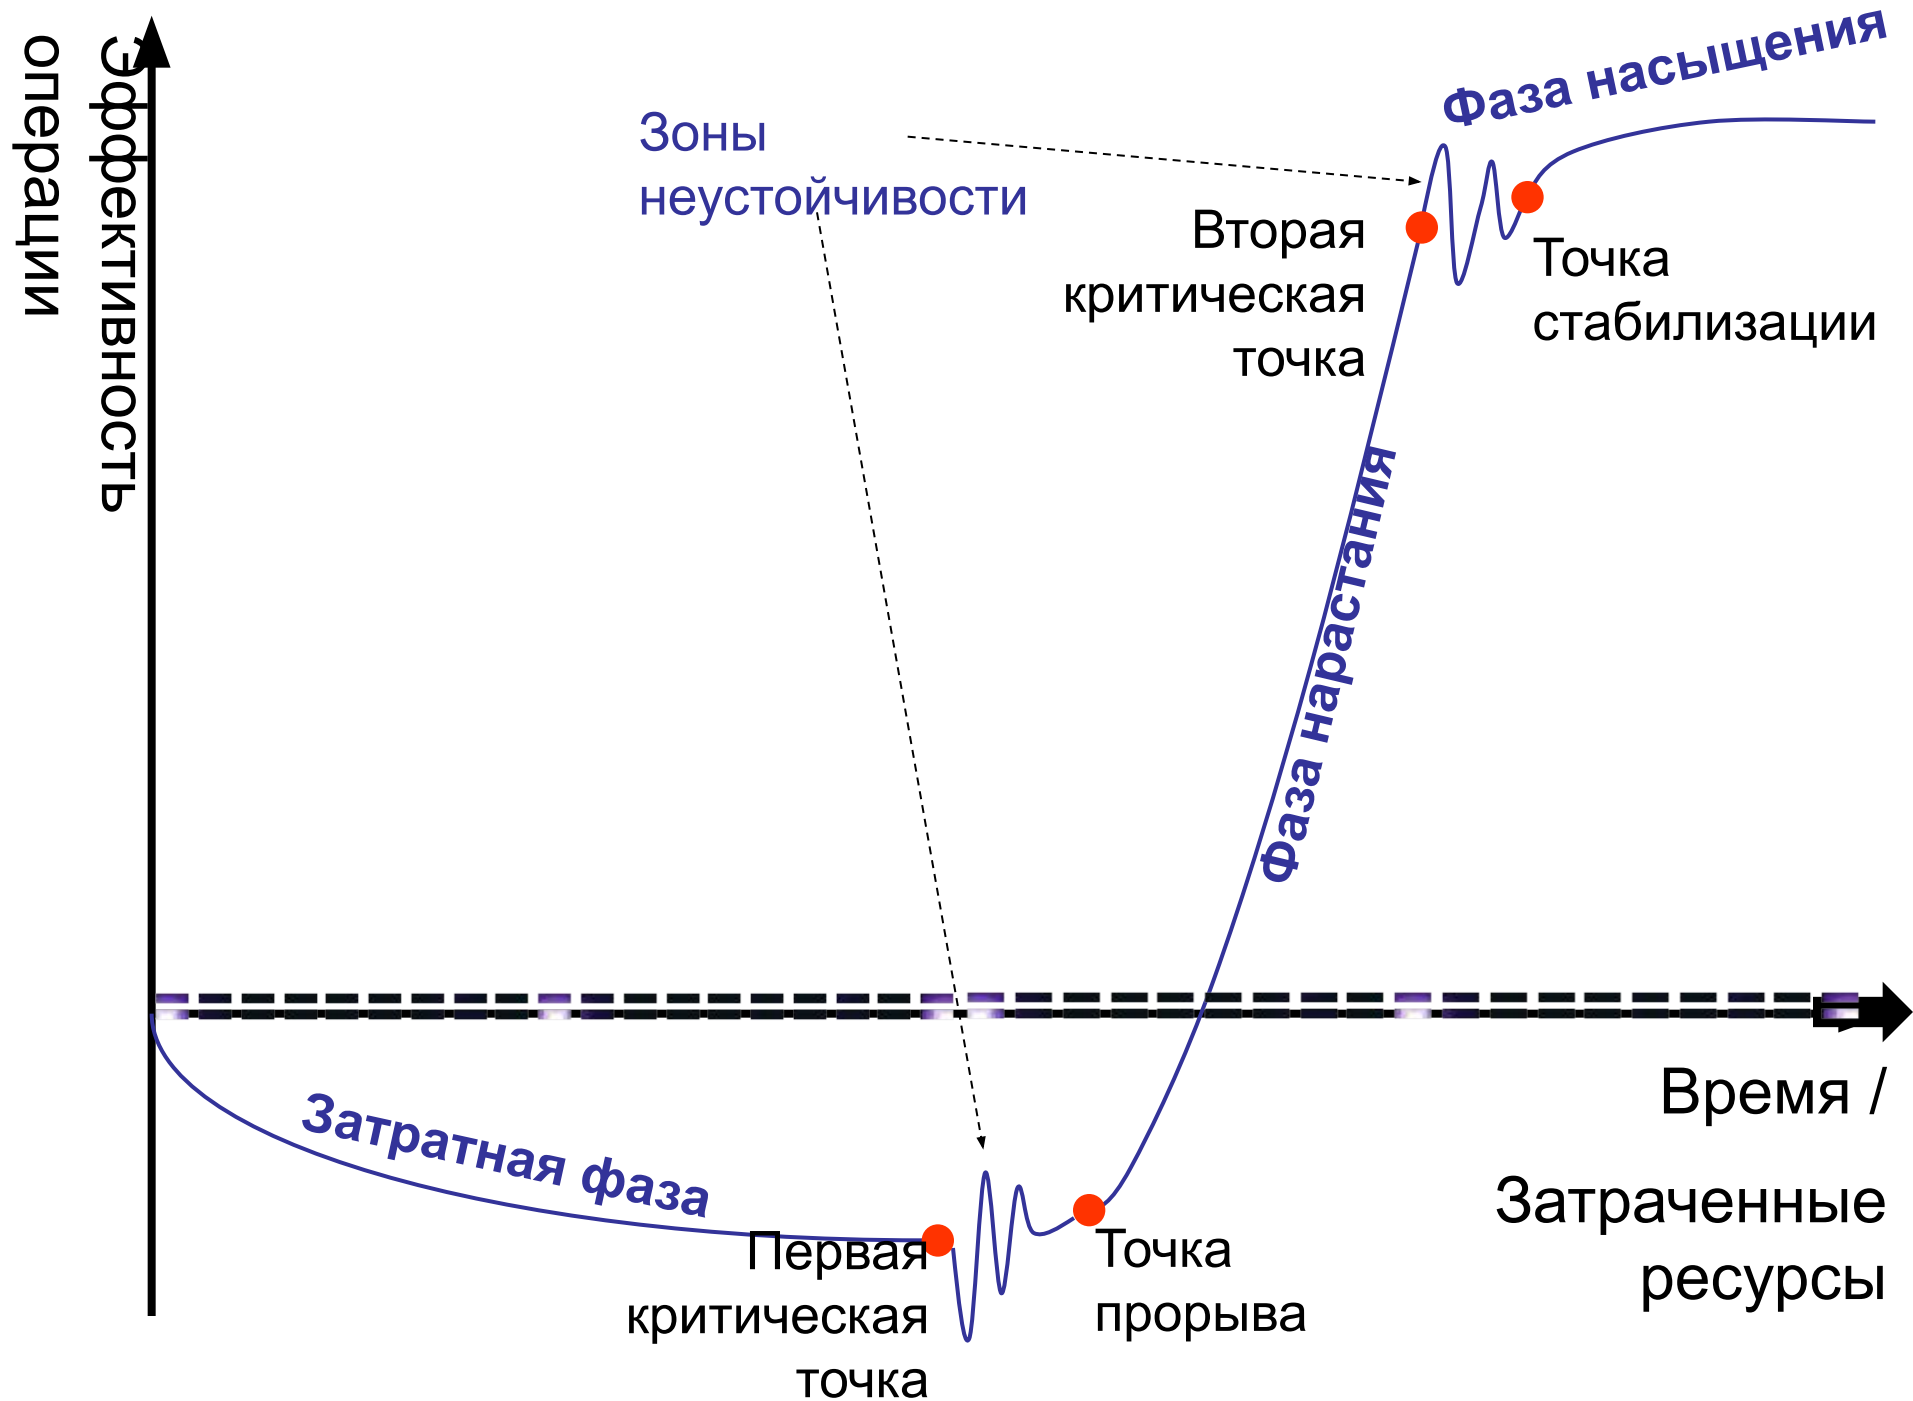 Эффективность
операции
Фаза насыщения
Зоны
неустойчивости
Вторая
критическая
точка
Точка
стабилизации
Фаза нарастания
Время /
Затраченные
ресурсы
Затратная фаза
Первая
критическая
точка
Точка
прорыва